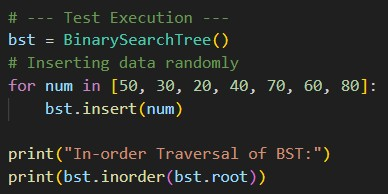 # --- Test Execution ---
bst = BinarySearchTree()
# Inserting data randomly
for num in [50, 30, 20, 40, 70, 60, 80]:
    bst.insert(num)

print("In-order Traversal of BST:")
print(bst.inorder(bst.root))